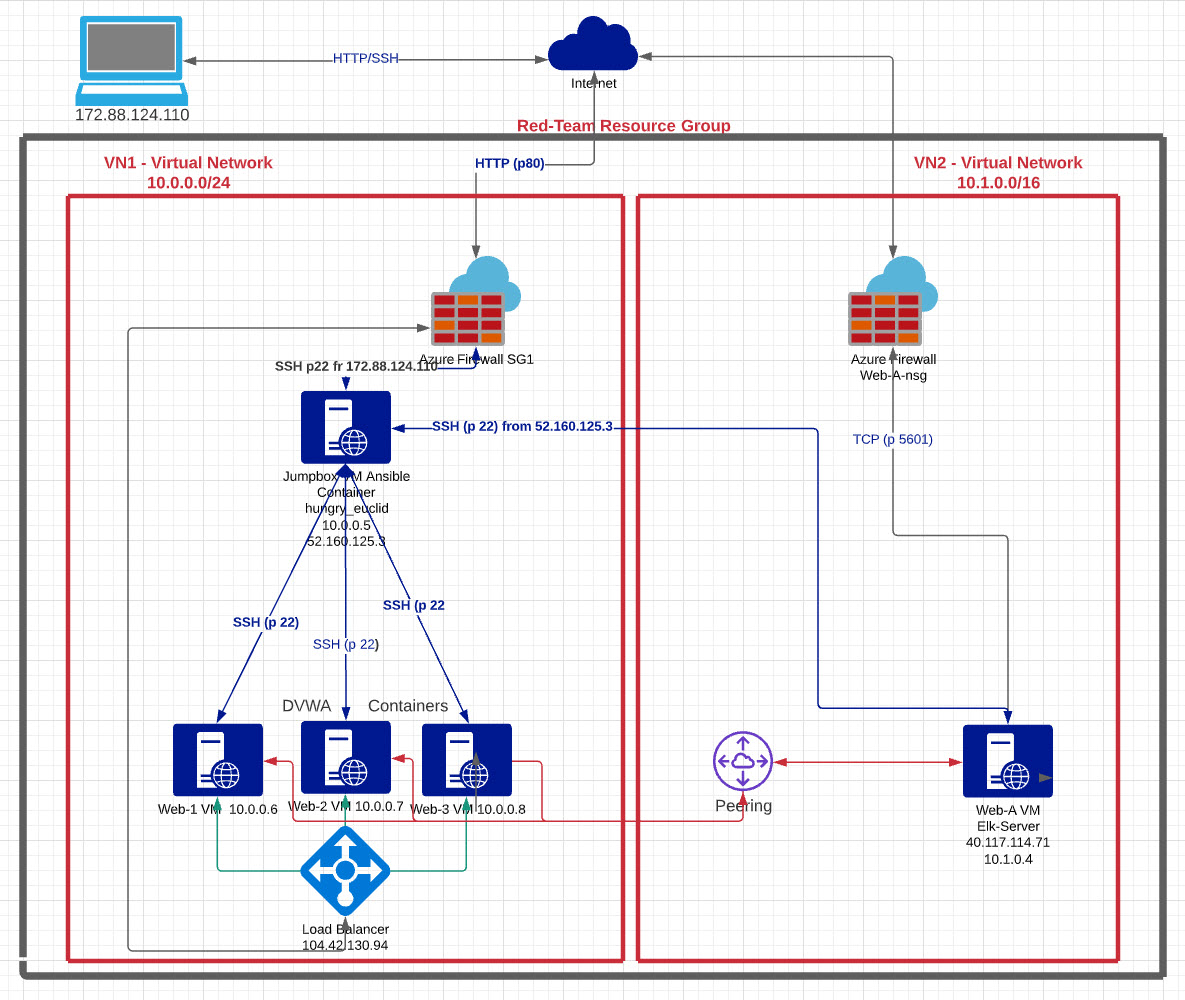 HTTP/SSH
Internet
172.88.124.110
Red-Team Resource Group
VN1 - Virtual Network
10.0.0.0/24
HTTP (p80)
VN2 - Virtual Network
10.1.0.0/16
Azure Firewall SG1
Azure Firewall
Web-A-nsg
SSH p22 fr 172.88.124.110
SSH (p 22) from 52.160.125.3
TCP (p 5601)
Jumpbox VM Ansible
Container
hungry_euclid
10.0.0.5
52.160.125.3
SSH (p 22)
SSH (p 22
SSH (p 22)
DVWA Containers
Web-1 VM 10.0.0.6
Web-2 VM 10.0.0.7
Web-3 VM 10.0.0.8
Peering
Web-A VM
Elk-Server
40.117.114.71
10.1.0.4
Load Balancer
104.42.130.94